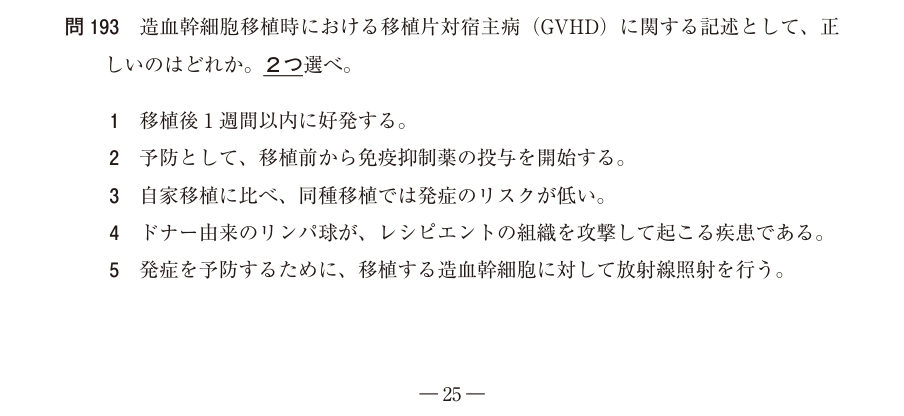 問 193　造血幹細胞移植時における移植片対宿主病（GVHD）に関する記述として、正
しいのはどれか。２つ選べ。
1　移植後１週間以内に好発する。
2　予防として、移植前から免疫抑制薬の投与を開始する。
3　自家移植に比べ、同種移植では発症のリスクが低い。
4　ドナー由来のリンパ球が、レシピエントの組織を攻撃して起こる疾患である。
5　発症を予防するために、移植する造血幹細胞に対して放射線照射を行う。
― 25 ―